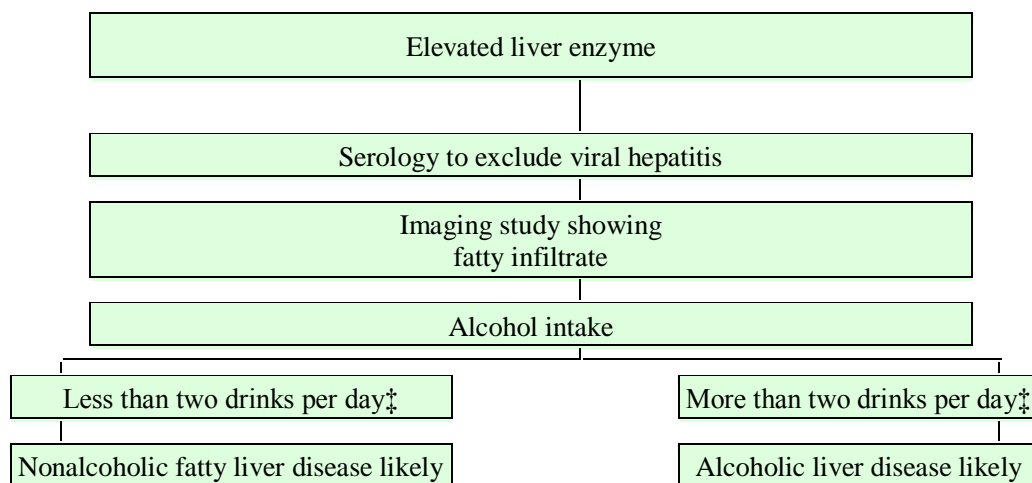 Elevated liver enzyme
Serology to exclude viral hepatitis
Imaging study showing
fatty infiltrate
Alcohol intake
Less than two drinks per day‡
More than two drinks per day‡
Nonalcoholic fatty liver disease likely
Alcoholic liver disease likely